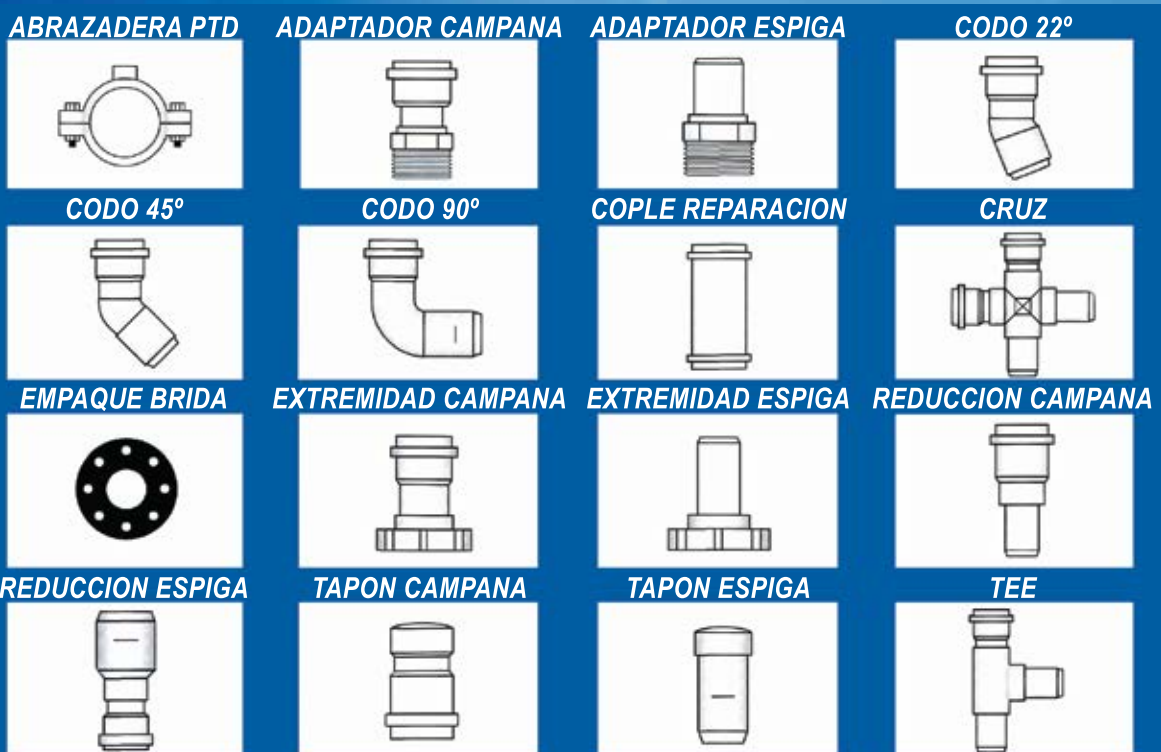 ABRAZADERA PTD
ADAPTADOR CAMPANA
ADAPTADOR ESPIGA
CODO 22º
CODO 45º
CODO 90º
COPLE REPARACION
CRUZ
EMPAQUE BRIDA
EXTREMIDAD CAMPANA
EXTREMIDAD ESPIGA
REDUCCION CAMPANA
REDUCCION ESPIGA
TAPON CAMPANA
TAPON ESPIGA
TEE